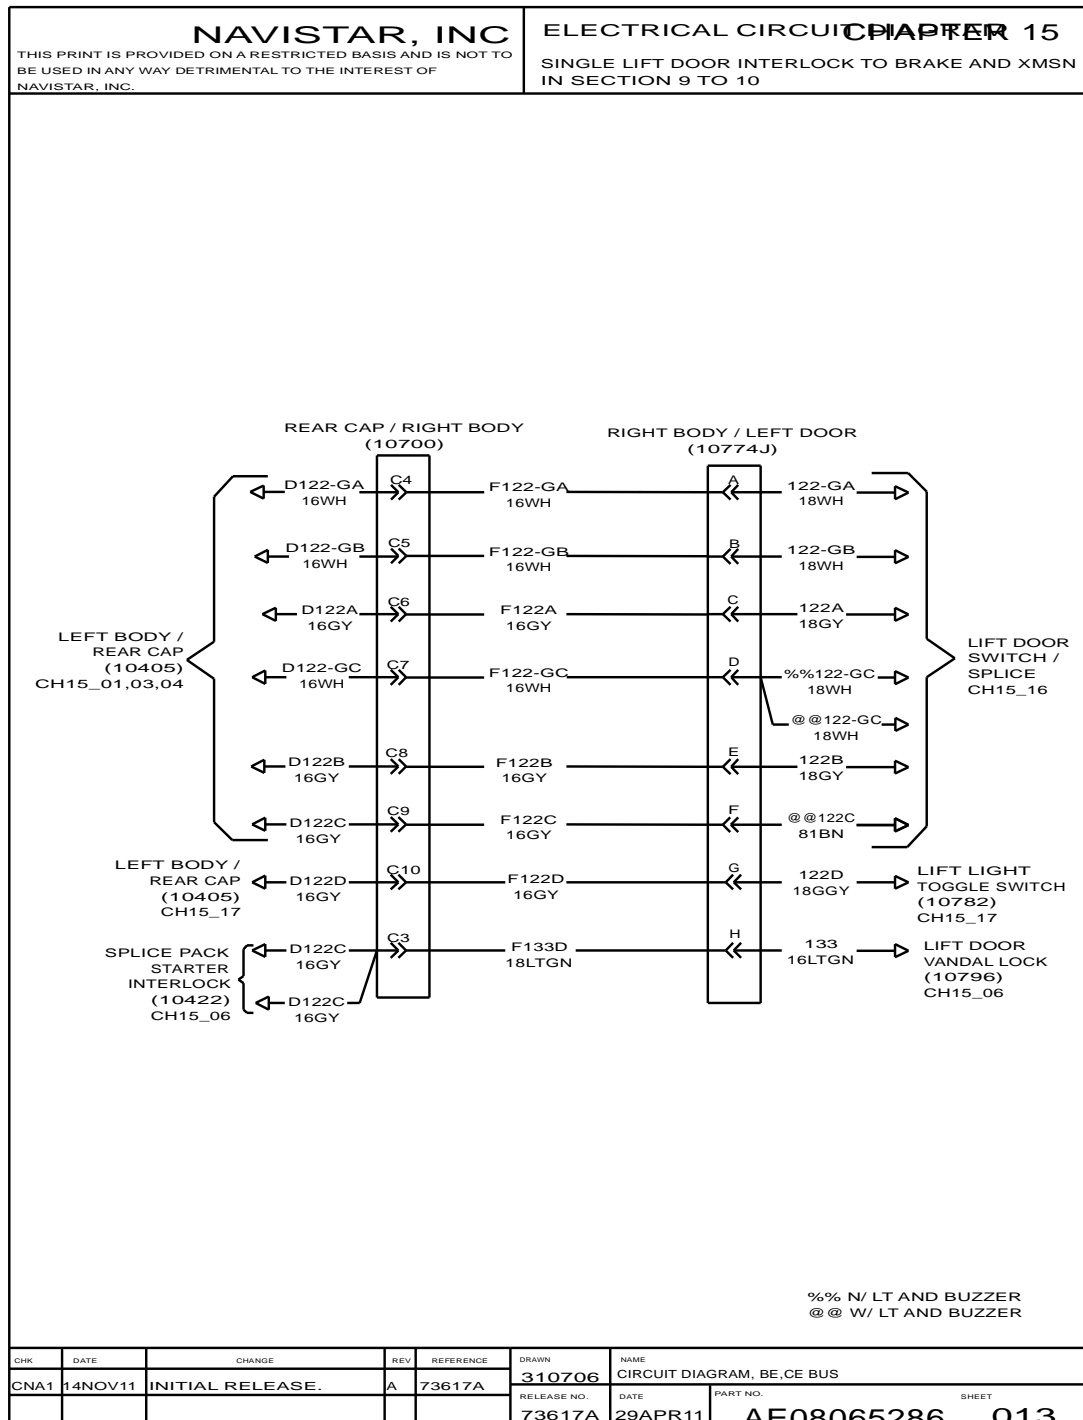 NAVISTAR, INC
THIS PRINT IS PROVIDED ON A RESTRICTED BASIS AND IS NOT TO
BE USED IN ANY WAY DETRIMENTAL TO THE INTEREST OF
NAVISTAR, INC.
ELECTRICAL CIRCUIT DIAGRAM
CHAPTER 15
SINGLE LIFT DOOR INTERLOCK TO BRAKE AND XMSN
IN SECTION 9 TO 10
REAR CAP / RIGHT BODY
(10700)
RIGHT BODY / LEFT DOOR
(10774J)
D122-GA
16WH
C4
F122-GA
16WH
A
122-GA
18WH
D122-GB
16WH
C5
F122-GB
16WH
B
122-GB
18WH
D122A
16GY
C6
F122A
16GY
C
122A
18GY
LEFT BODY /
REAR CAP
(10405)
CH15_01,03,04
D122-GC
16WH
C7
F122-GC
16WH
D
%%122-GC
18WH
@@122-GC
18WH
LIFT DOOR
SWITCH /
SPLICE
CH15_16
D122B
16GY
C8
F122B
16GY
E
122B
18GY
D122C
16GY
C9
F122C
16GY
F
@@122C
81BN
LEFT BODY /
REAR CAP
(10405)
CH15_17
D122D
16GY
C10
F122D
16GY
G
122D
18GGY
LIFT LIGHT
TOGGLE SWITCH
(10782)
CH15_17
SPLICE PACK
STARTER
INTERLOCK
(10422)
CH15_06
D122C
16GY
D122C
16GY
C3
F133D
18LTGN
H
133
16LTGN
LIFT DOOR
VANDAL LOCK
(10796)
CH15_06
%% N/ LT AND BUZZER
@@ W/ LT AND BUZZER
CHK DATE CHANGE REV REFERENCE
CNA1 14NOV11 INITIAL RELEASE. A 73617A
DRAWN
310706
NAME
CIRCUIT DIAGRAM, BE,CE BUS
RELEASE NO.
73617A
DATE
29APR11
PART NO.
AE08065286
SHEET
013